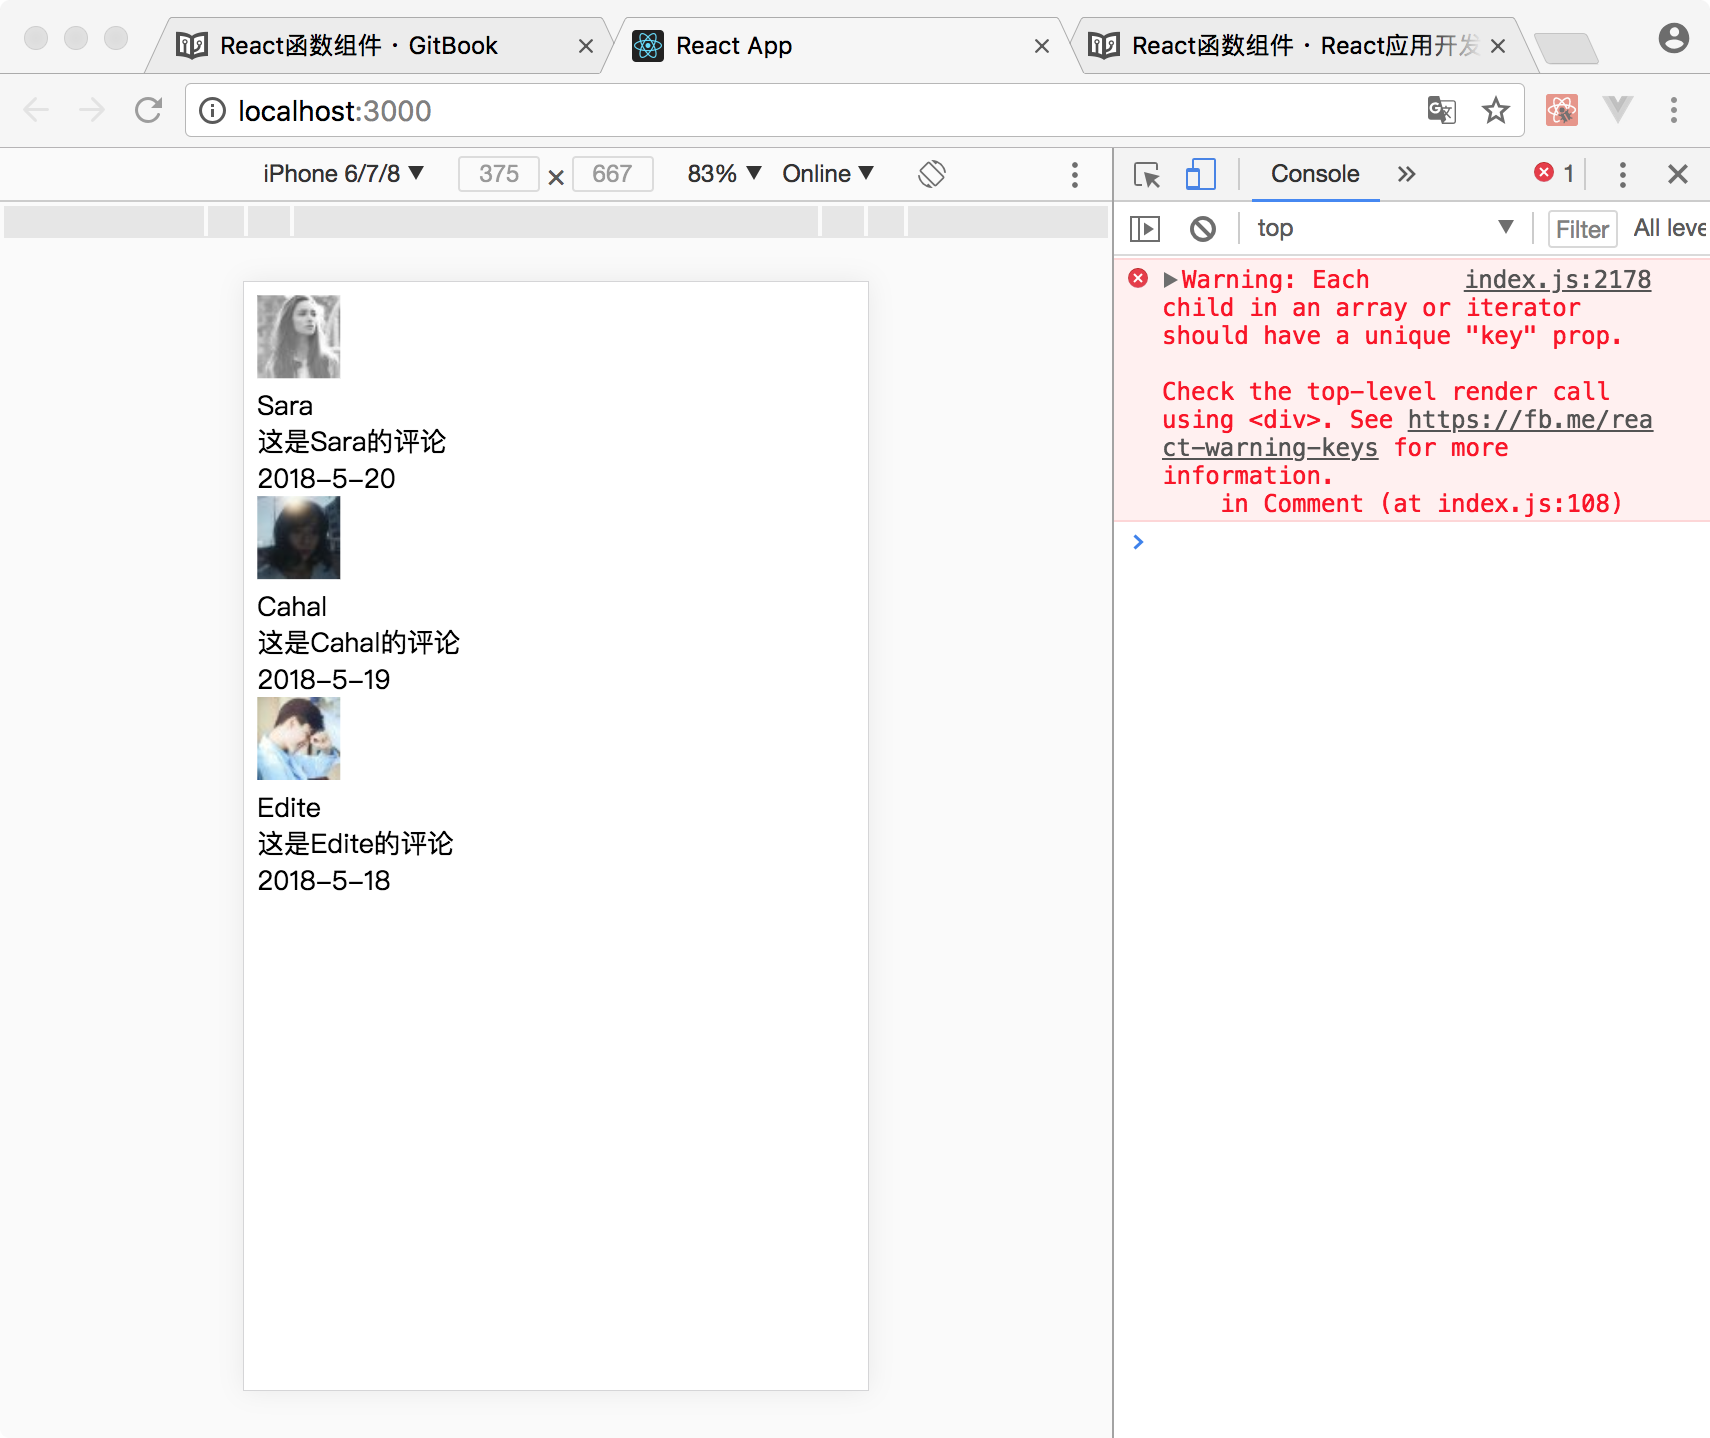 React函数组件 · GitBook
React App
React函数组件 · React应用开发
localhost:3000
iPhone 6/7/8 375 × 667 83% Online
Console 1
top Filter All leve
Warning: Each index.js:2178
child in an array or iterator
should have a unique "key" prop.
Check the top-level render call
using <div>. See https://fb.me/rea
ct-warning-keys for more
information.
in Comment (at index.js:108)
Sara
这是Sara的评论
2018-5-20
Cahal
这是Cahal的评论
2018-5-19
Edite
这是Edite的评论
2018-5-18